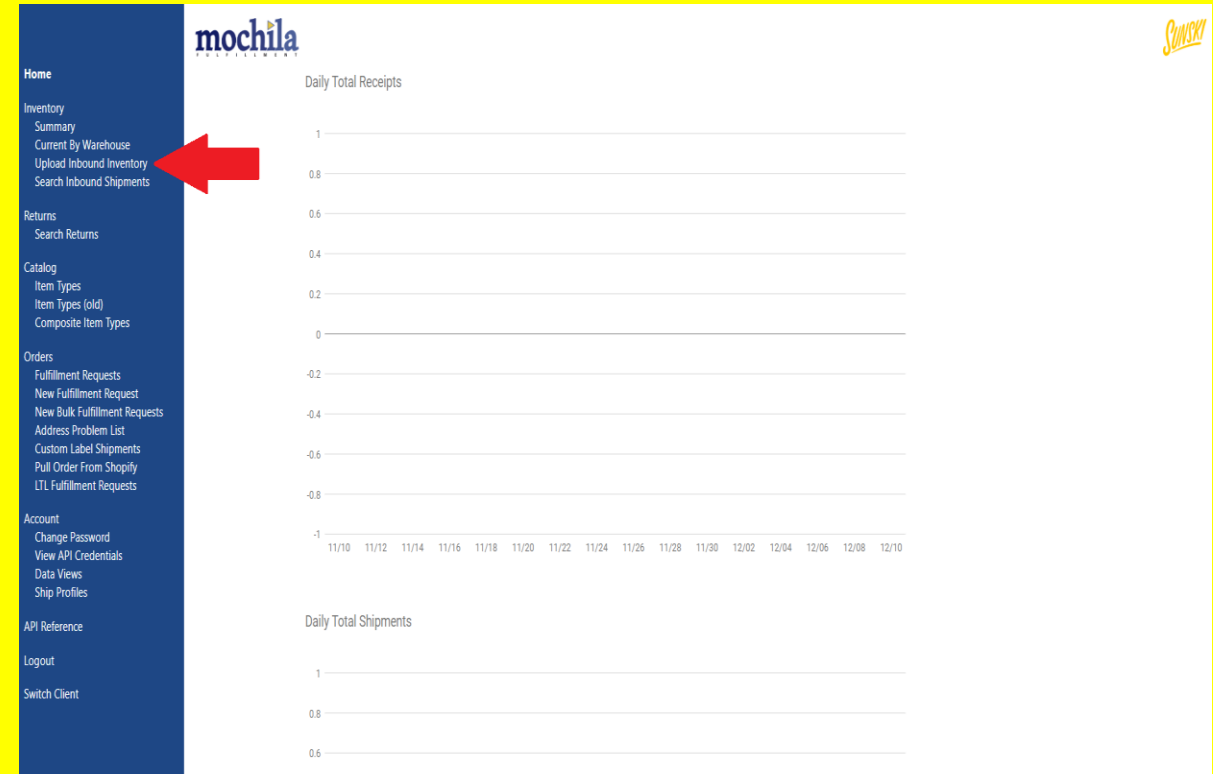 mochila
FULFILLMENT
SUNSKI
Home
Inventory
Summary
Current By Warehouse
Upload Inbound Inventory
Search Inbound Shipments
Returns
Search Returns
Catalog
Item Types
Item Types (old)
Composite Item Types
Orders
Fulfillment Requests
New Fulfillment Request
New Bulk Fulfillment Requests
Address Problem List
Custom Label Shipments
Pull Order From Shopify
LTL Fulfillment Requests
Account
Change Password
View API Credentials
Data Views
Ship Profiles
API Reference
Logout
Switch Client
Daily Total Receipts
1
0.8
0.6
0.4
0.2
0
-0.2
-0.4
-0.6
-0.8
-1
11/10 11/12 11/14 11/16 11/18 11/20 11/22 11/24 11/26 11/28 11/30 12/02 12/04 12/06 12/08 12/10
Daily Total Shipments
1
0.8
0.6